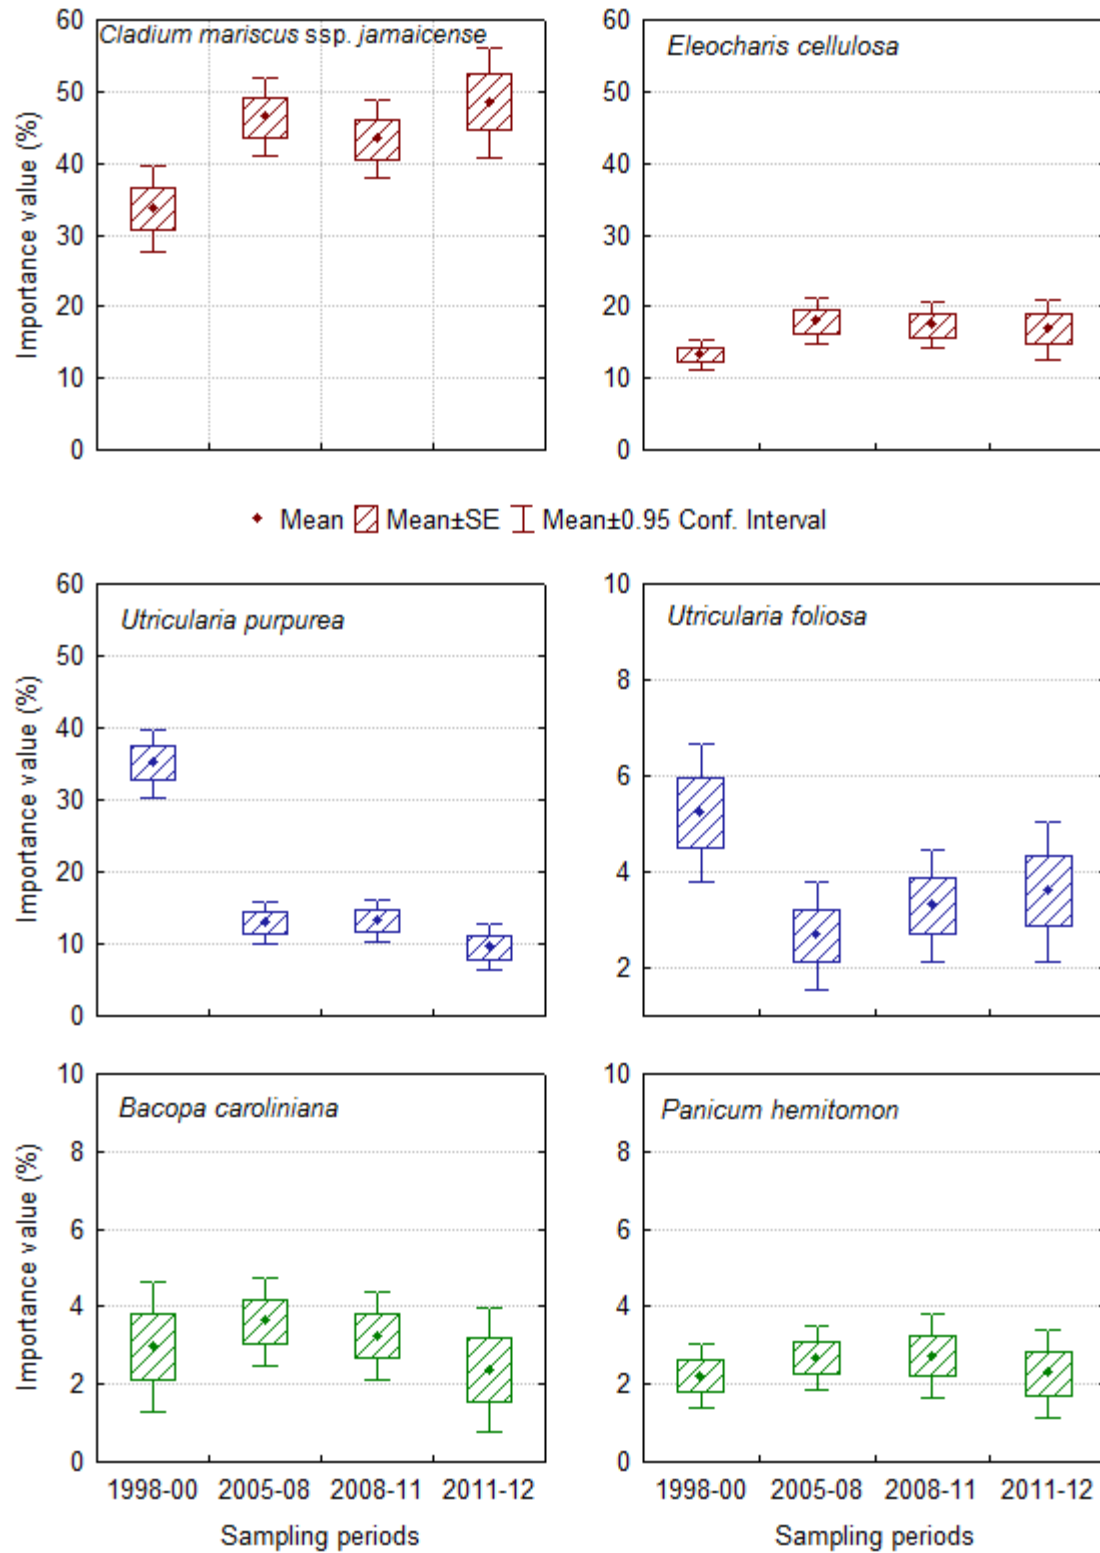 60
Cladium mariscus ssp. jamaicense
50
40
30
20
10
0
Importance value (%)
60
Eleocharis cellulosa
50
40
30
20
10
0
Mean Mean±SE Mean±0.95 Conf. Interval
60
Utricularia purpurea
50
40
30
20
10
0
Importance value (%)
10
Utricularia foliosa
8
6
4
2
10
Bacopa caroliniana
8
6
4
2
0
Importance value (%)
1998-00 2005-08 2008-11 2011-12
Sampling periods
10
Panicum hemitomon
8
6
4
2
0
1998-00 2005-08 2008-11 2011-12
Sampling periods